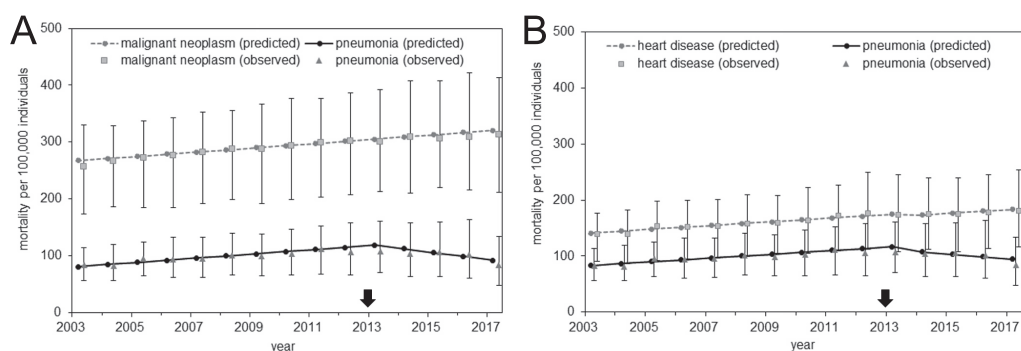 A
mortality per 100,000 individuals
500
400
300
200
100
0
malignant neoplasm (predicted)
pneumonia (predicted)
malignant neoplasm (observed)
pneumonia (observed)
2003 2005 2007 2009 2011 2013 2015 2017
year
B
mortality per 100,000 individuals
500
400
300
200
100
0
heart disease (predicted)
pneumonia (predicted)
heart disease (observed)
pneumonia (observed)
2003 2005 2007 2009 2011 2013 2015 2017
year